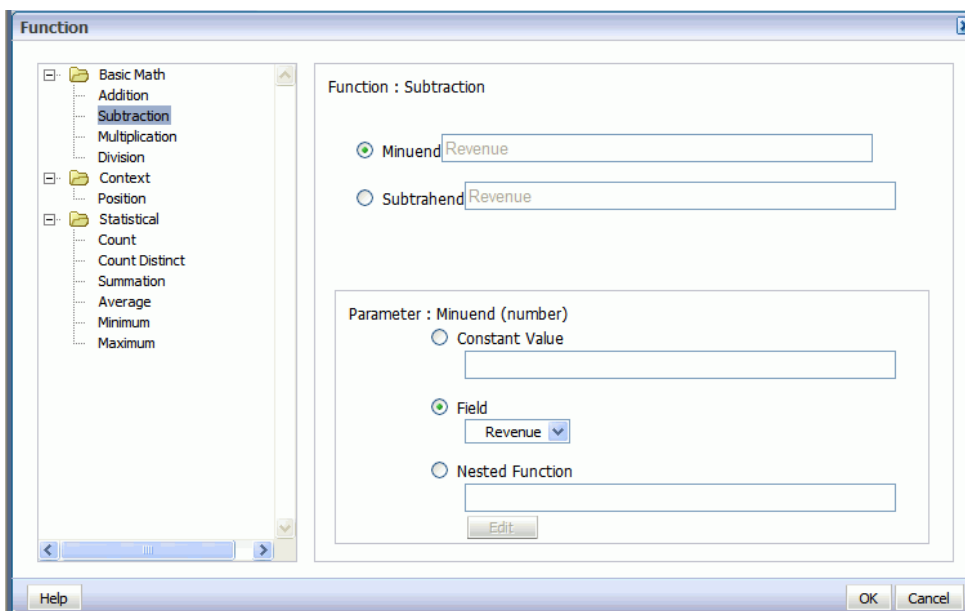 Function
Basic Math
Addition
Subtraction
Multiplication
Division
Context
Position
Statistical
Count
Count Distinct
Summation
Average
Minimum
Maximum
Function : Subtraction
Minuend Revenue
Subtrahend Revenue
Parameter : Minuend (number)
Constant Value
Field
Revenue
Nested Function
Edit
Help
OK Cancel